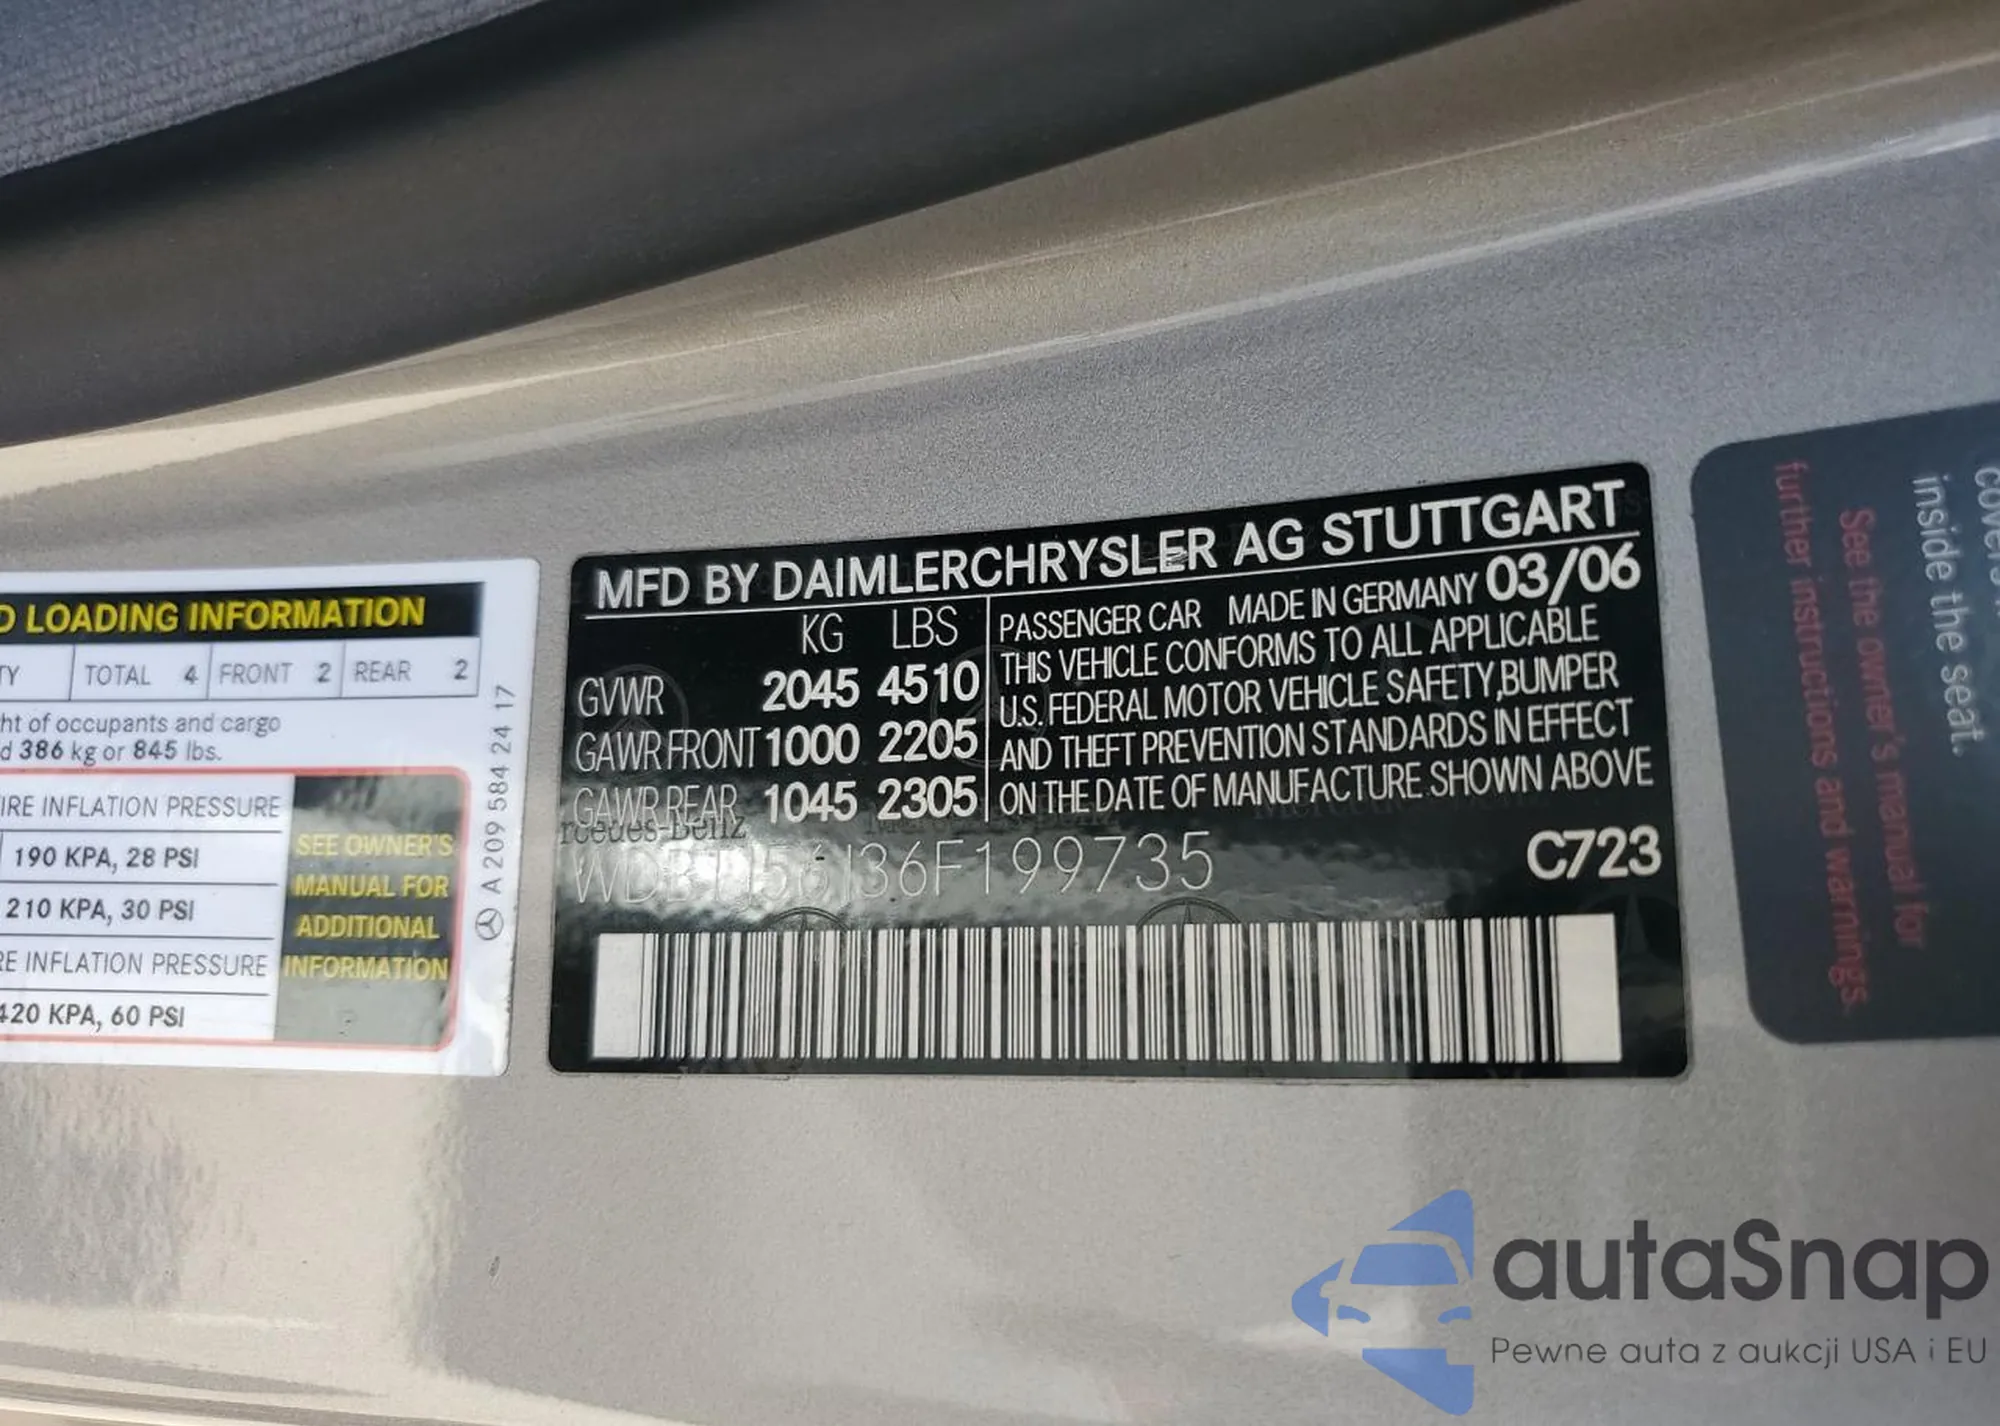 D LOADING INFORMATION
TY TOTAL 4 FRONT 2 REAR 2
ht of occupants and cargo
d 386 kg or 845 lbs.
IRE INFLATION PRESSURE
190 KPA, 28 PSI
210 KPA, 30 PSI
RE INFLATION PRESSURE
420 KPA, 60 PSI
SEE OWNER'S
MANUAL FOR
ADDITIONAL
INFORMATION
A 209 584 24 17
MFD BY DAIMLERCHRYSLER AG STUTTGART
KG LBS
GVWR 2045 4510
GAWR FRONT 1000 2205
GAWR REAR 1045 2305
PASSENGER CAR MADE IN GERMANY 03/06
THIS VEHICLE CONFORMS TO ALL APPLICABLE
U.S. FEDERAL MOTOR VEHICLE SAFETY,BUMPER
AND THEFT PREVENTION STANDARDS IN EFFECT
ON THE DATE OF MANUFACTURE SHOWN ABOVE
rcedes-Benz
C723
inside the seat.
See the owner's manual for
further instructions and warnings.
autaSnap
Pewne auta z aukcji USA i EU